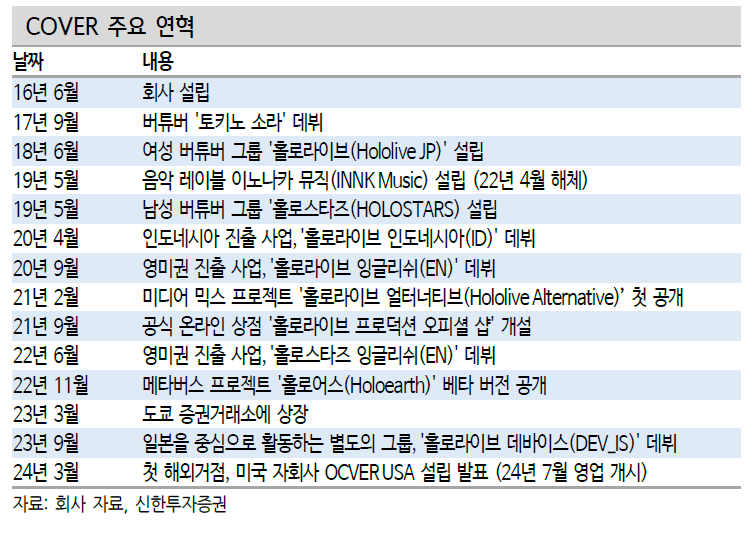 COVER 주요 연혁
날짜 내용
16년 6월 회사 설립
17년 9월 버튜버 '토키노 소라' 데뷔
18년 6월 여성 버튜버 그룹 '홀로라이브(Hololive JP)' 설립
19년 5월 음악 레이블 이노나카 뮤직(INNK Music) 설립 (22년 4월 해체)
19년 5월 남성 버튜버 그룹 '홀로스타즈(HOLOSTARS) 설립
20년 4월 인도네시아 진출 사업, '홀로라이브 인도네시아(ID)' 데뷔
20년 9월 영미권 진출 사업, '홀로라이브 잉글리쉬(EN)' 데뷔
21년 2월 미디어 믹스 프로젝트 '홀로라이브 얼터너티브(Hololive Alternative)’ 첫 공개
21년 9월 공식 온라인 상점 '홀로라이브 프로덕션 오피셜 샵' 개설
22년 6월 영미권 진출 사업, '홀로스타즈 잉글리쉬(EN)' 데뷔
22년 11월 메타버스 프로젝트 '홀로어스(Holoearth)' 베타 버전 공개
23년 3월 도쿄 증권거래소에 상장
23년 9월 일본을 중심으로 활동하는 별도의 그룹, '홀로라이브 데바이스(DEV_IS)' 데뷔
24년 3월 첫 해외거점, 미국 자회사 OCVER USA 설립 발표 (24년 7월 영업 개시)
자료: 회사 자료, 신한투자증권